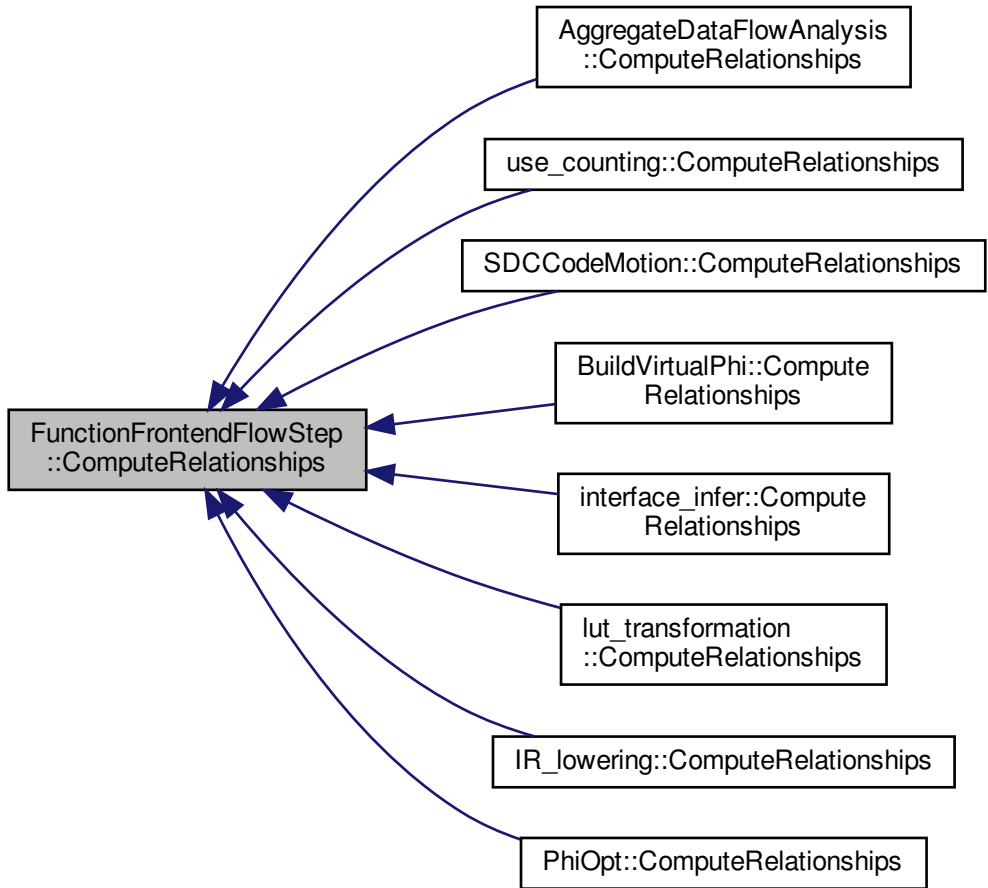 AggregateDataFlowAnalysis
::ComputeRelationships
use_counting::ComputeRelationships
SDCCodeMotion::ComputeRelationships
BuildVirtualPhi::Compute
Relationships
FunctionFrontendFlowStep
::ComputeRelationships
interface_infer::Compute
Relationships
lut_transformation
::ComputeRelationships
IR_lowering::ComputeRelationships
PhiOpt::ComputeRelationships